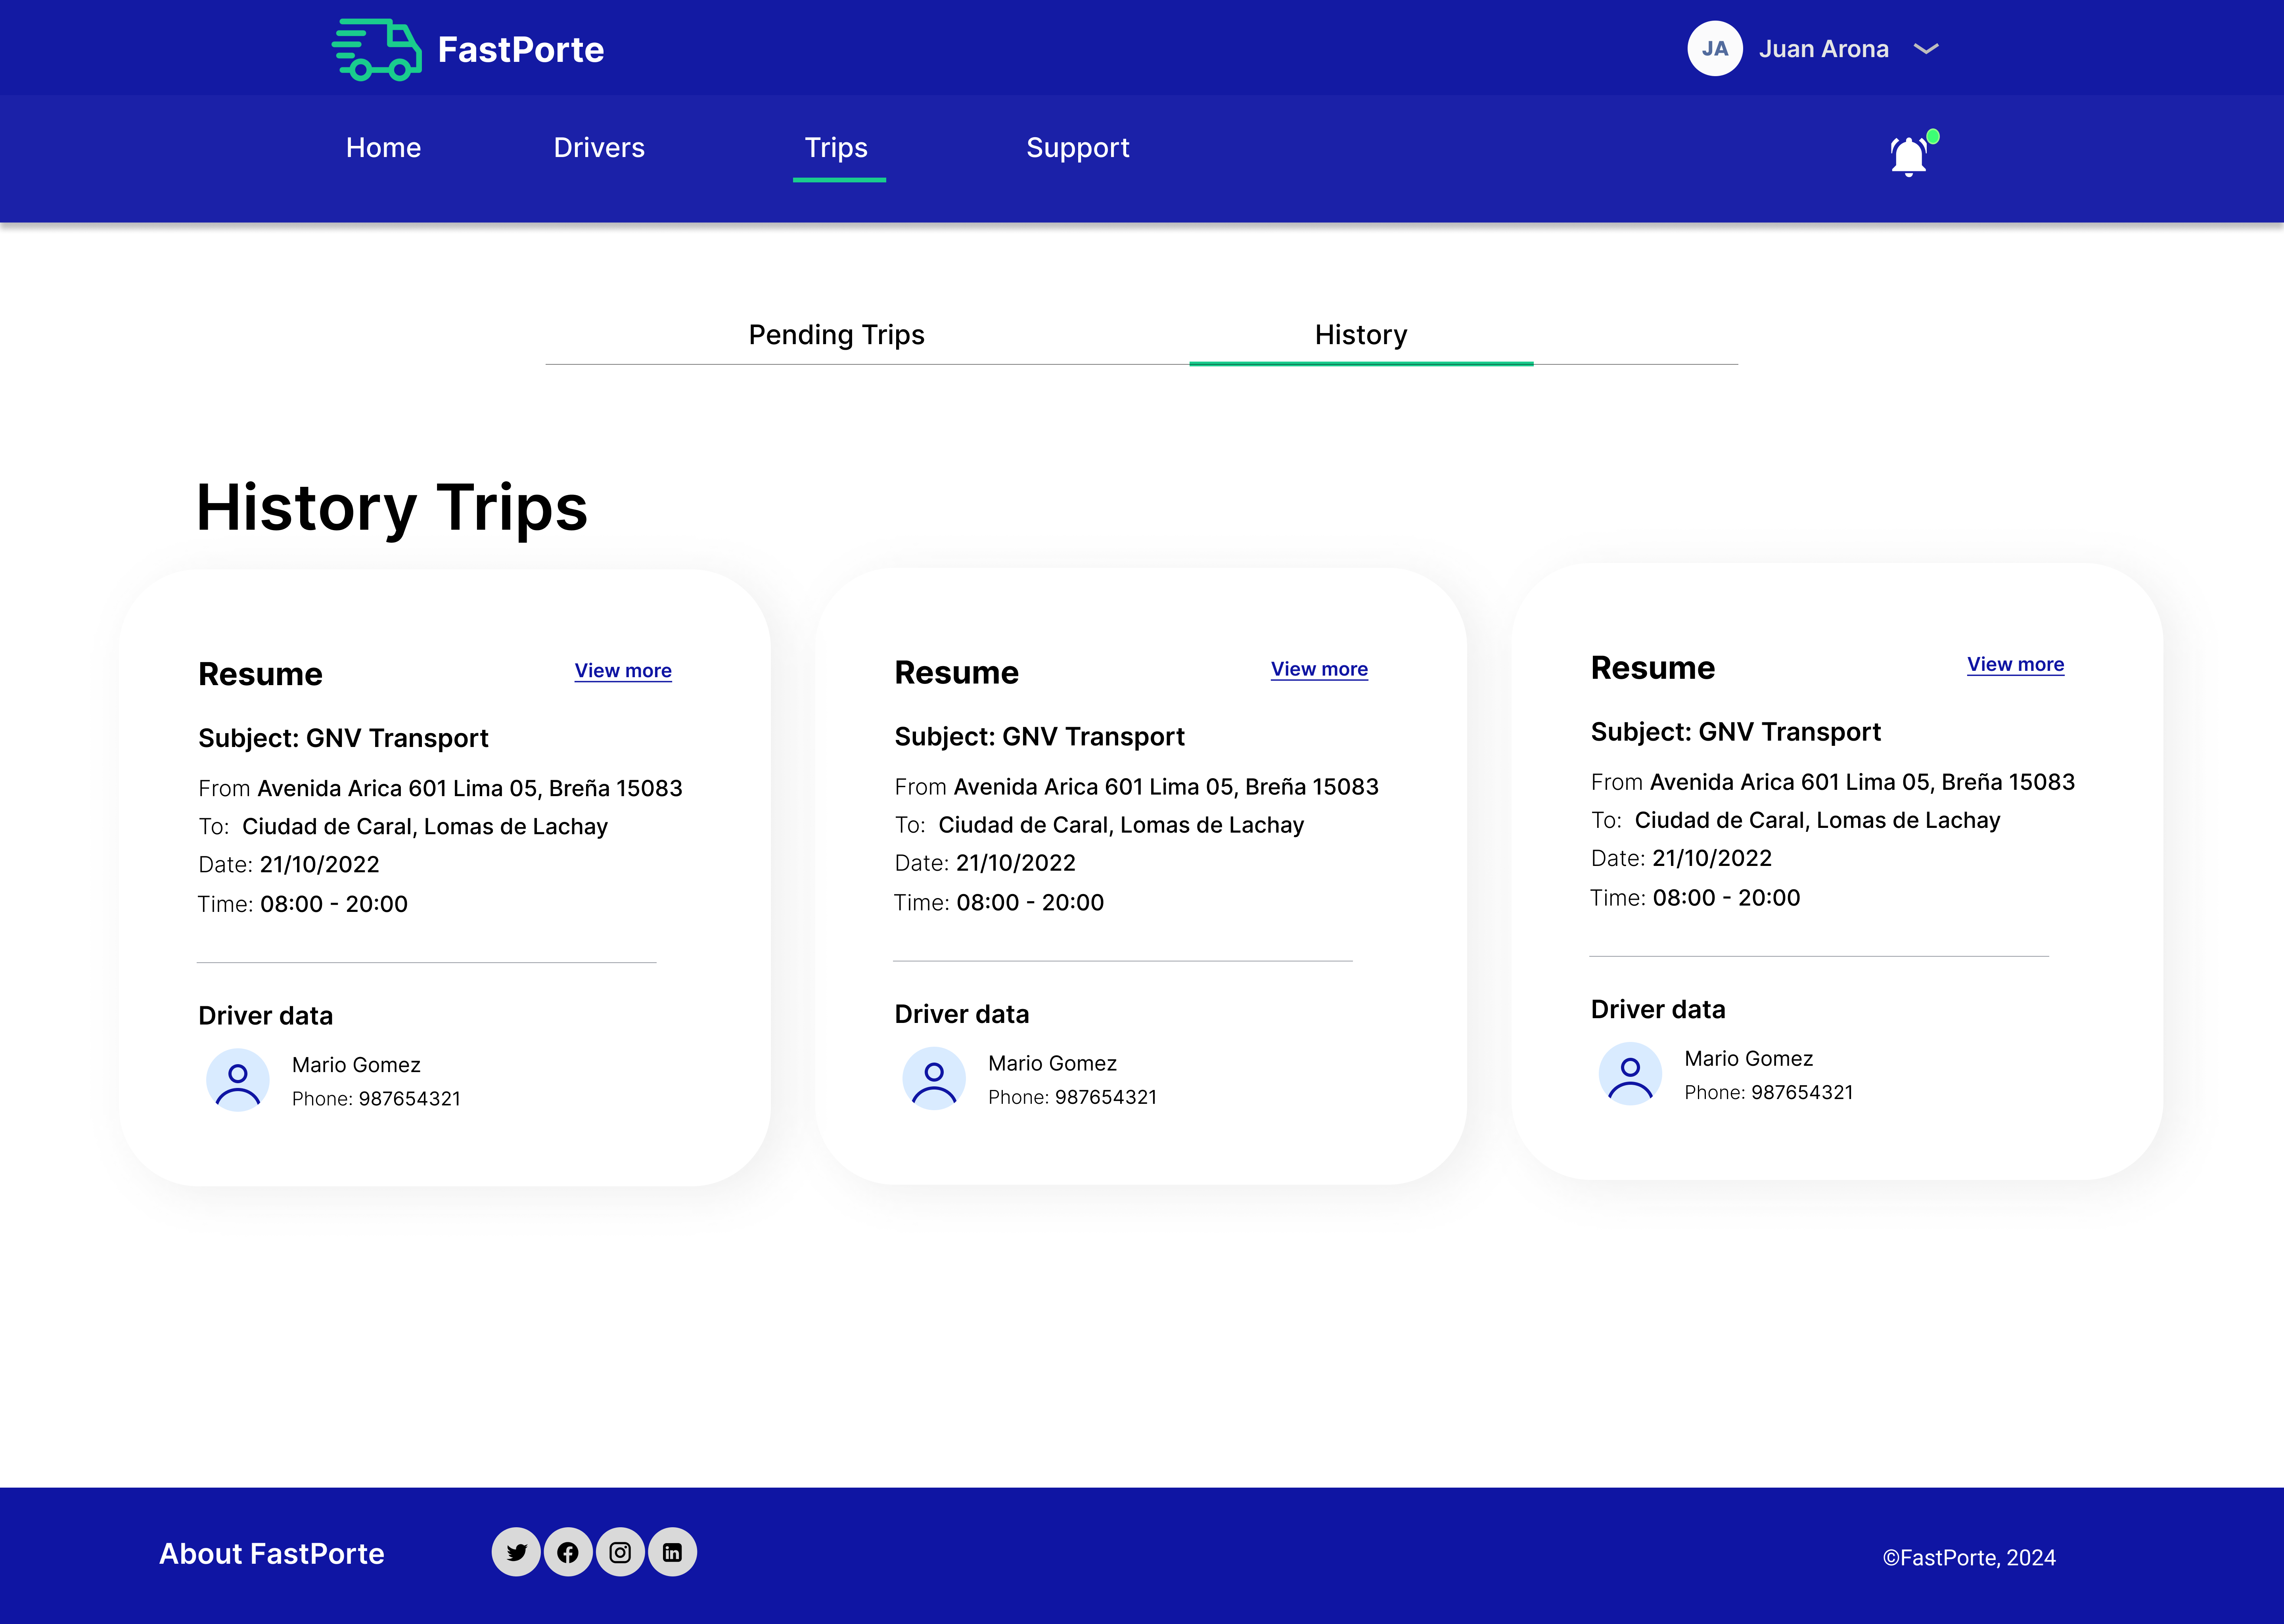 FastPorte
JA Juan Arona
Home Drivers Trips Support
Pending Trips History
History Trips
Resume View more
Subject: GNV Transport
From Avenida Arica 601 Lima 05, Breña 15083
To: Ciudad de Caral, Lomas de Lachay
Date: 21/10/2022
Time: 08:00 - 20:00
Driver data
Mario Gomez
Phone: 987654321
Resume View more
Subject: GNV Transport
From Avenida Arica 601 Lima 05, Breña 15083
To: Ciudad de Caral, Lomas de Lachay
Date: 21/10/2022
Time: 08:00 - 20:00
Driver data
Mario Gomez
Phone: 987654321
Resume View more
Subject: GNV Transport
From Avenida Arica 601 Lima 05, Breña 15083
To: Ciudad de Caral, Lomas de Lachay
Date: 21/10/2022
Time: 08:00 - 20:00
Driver data
Mario Gomez
Phone: 987654321
About FastPorte
©FastPorte, 2024